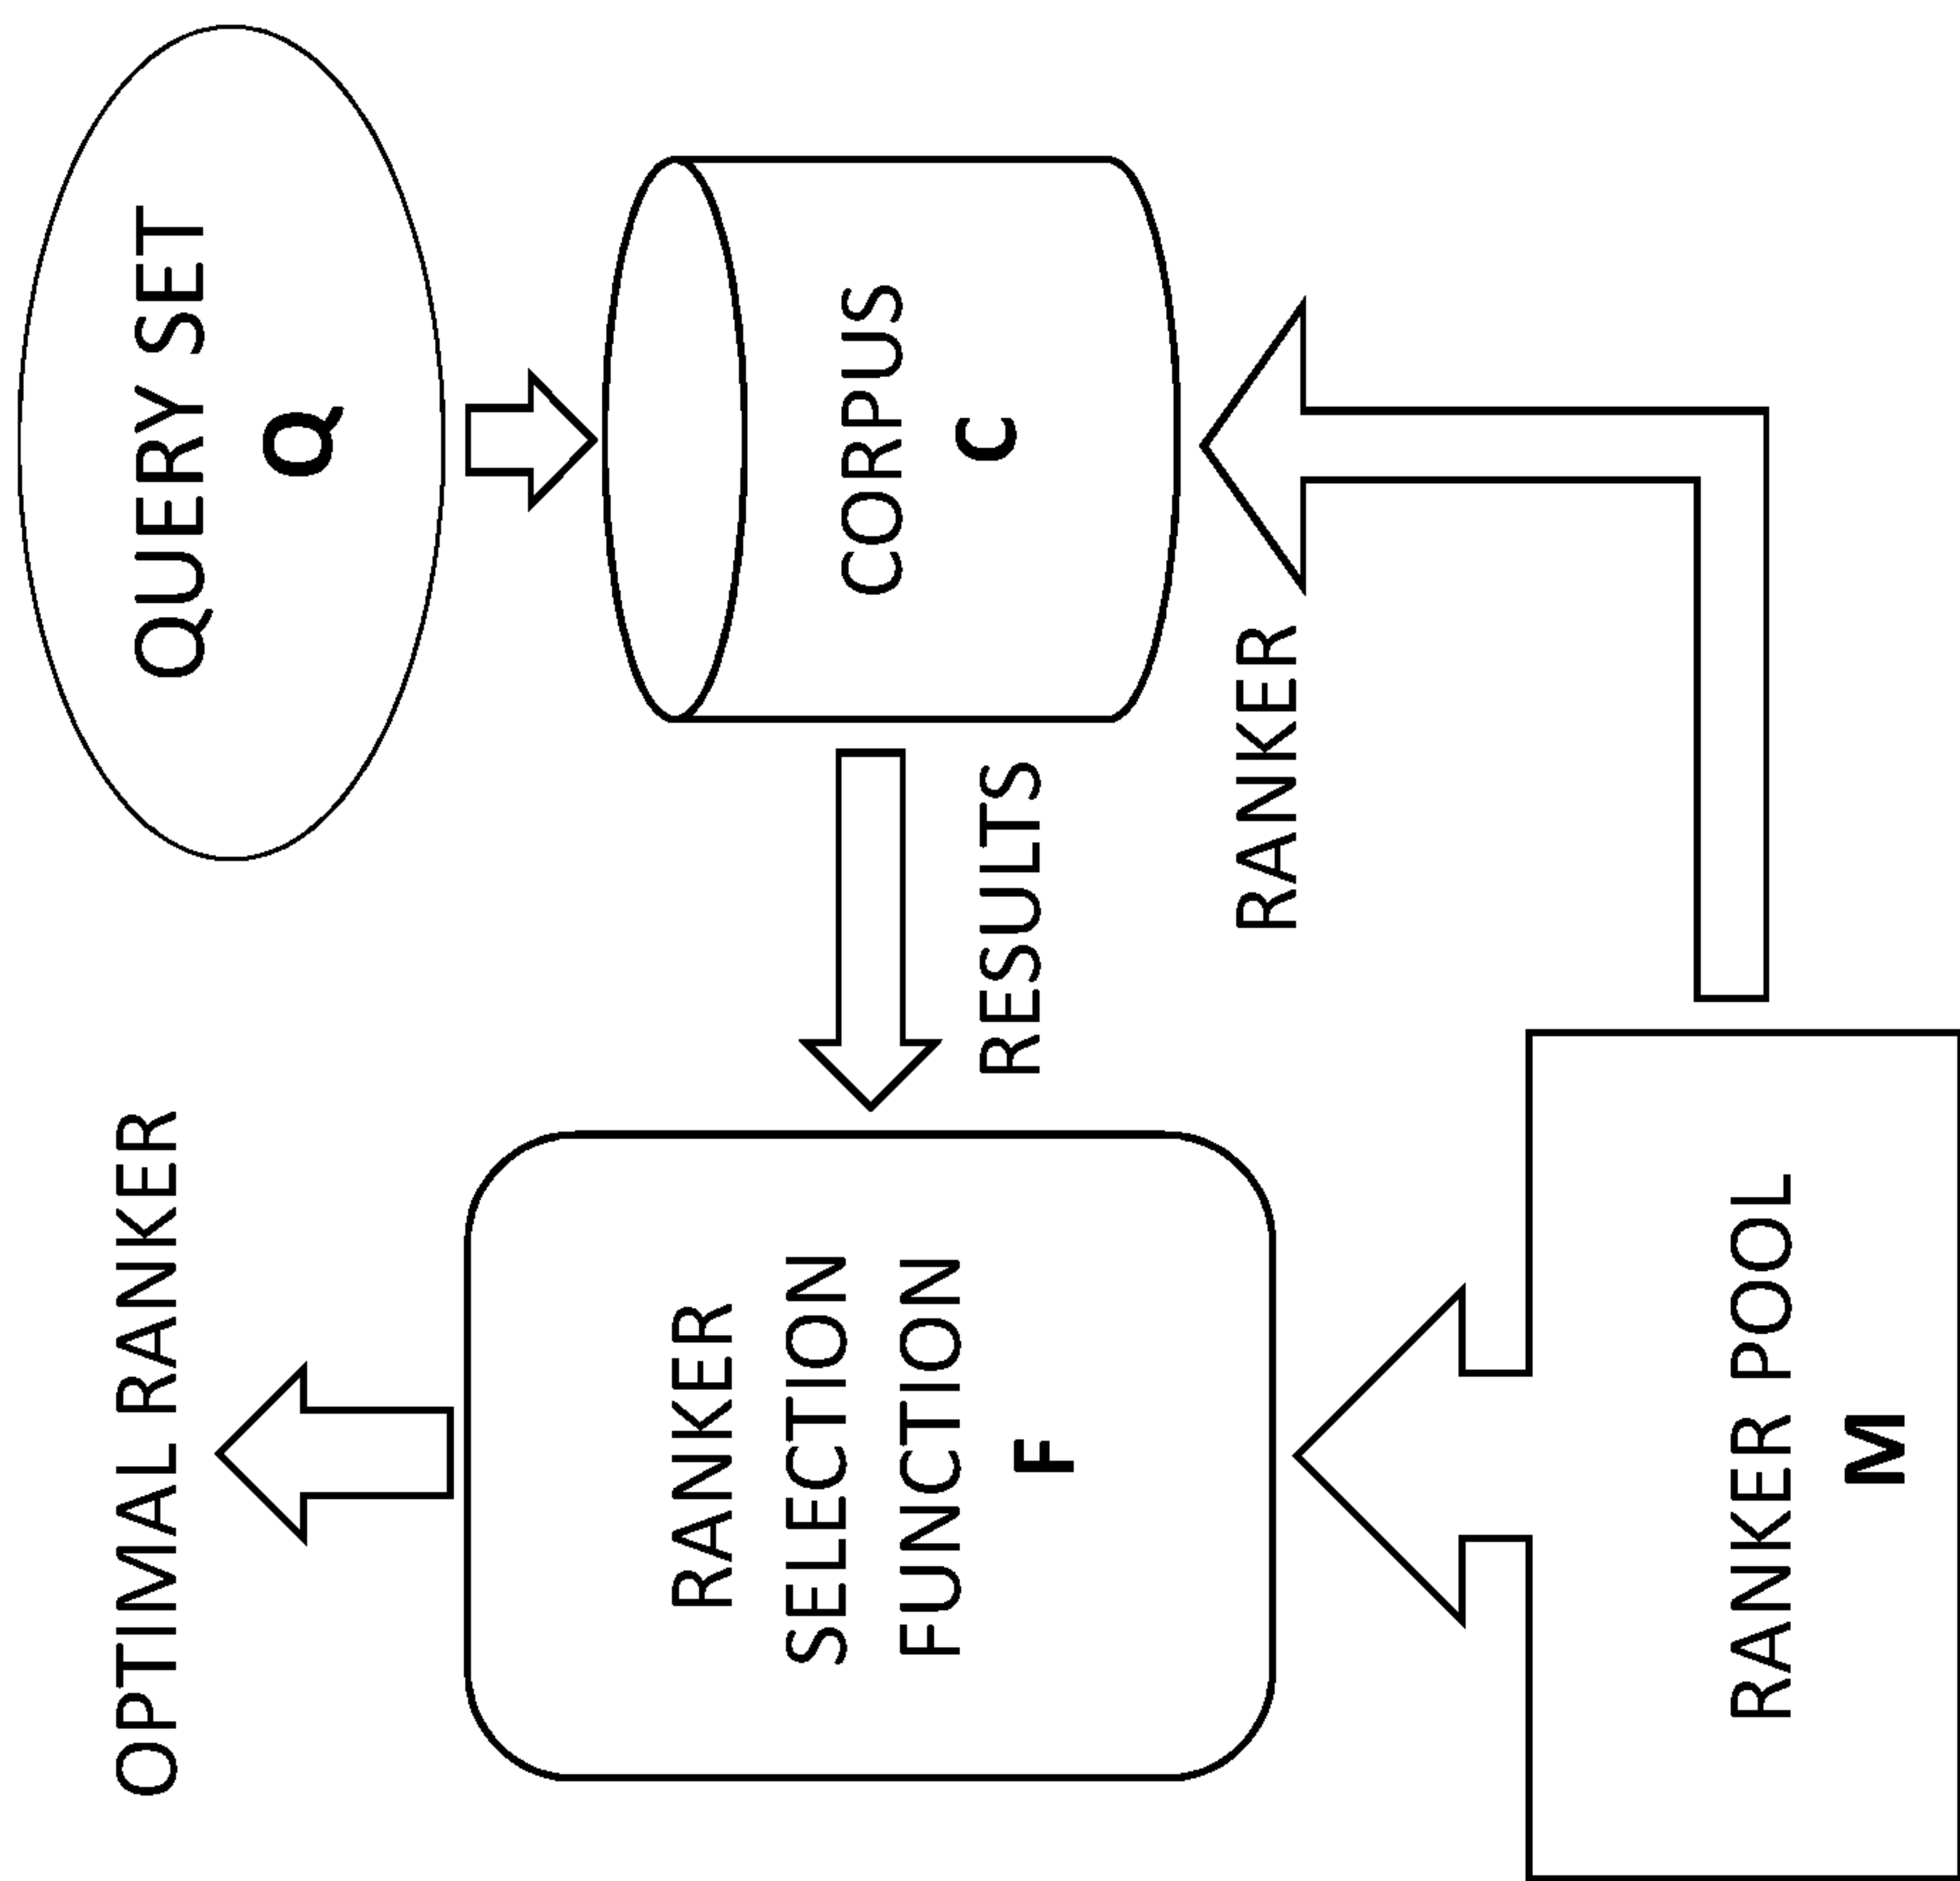 OPTIMAL RANKER
QUERY SET
Q
RANKER
SELECTION
FUNCTION
F
CORPUS
C
RESULTS
RANKER
RANKER POOL
M